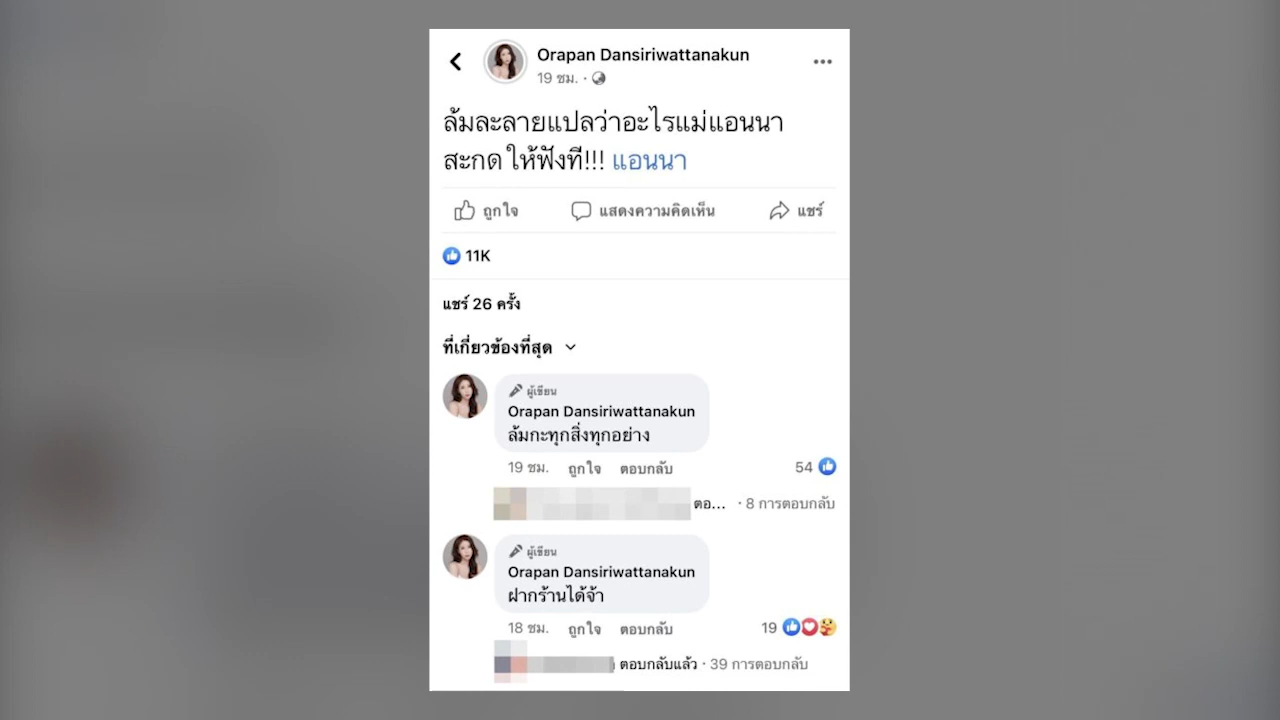 Orapan Dansiriwattanakun
19 ชม. ·
ล้มละลายแปลว่าอะไรแม่แอนนา
สะกด ให้ฟังที!!! แอนนา
ถูกใจ แสดงความคิดเห็น แชร์
11K
แชร์ 26 ครั้ง
ที่เกี่ยวข้องที่สุด
ผู้เขียน
Orapan Dansiriwattanakun
ล้มกะทุกสิ่งทุกอย่าง
19 ชม. ถูกใจ ตอบกลับ 54
ตอ... · 8 การตอบกลับ
ผู้เขียน
Orapan Dansiriwattanakun
ฝากร้านได้จ้า
18 ชม. ถูกใจ ตอบกลับ 19
ตอบกลับแล้ว · 39 การตอบกลับ